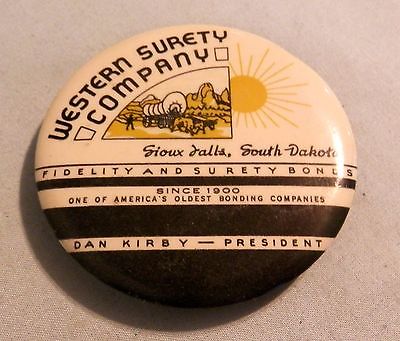 WESTERN SURETY
COMPANY
Sioux Falls, South Dakota
FIDELITY AND SURETY BONDS
SINCE 1900
ONE OF AMERICA'S OLDEST BONDING COMPANIES
DAN KIRBY — PRESIDENT